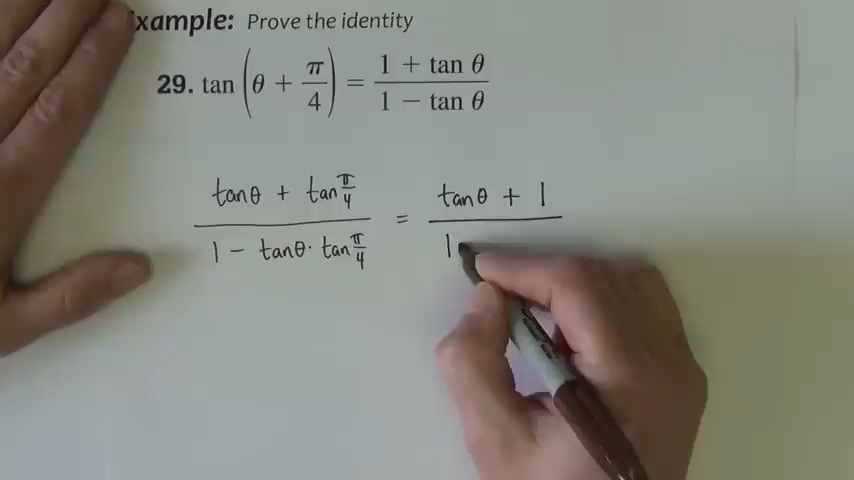 Example: Prove the identity
29. tan (θ + π/4) = (1 + tan θ)/(1 − tan θ)
(tanθ + tan π/4)/(1 − tanθ · tan π/4) = (tanθ + 1)/(1